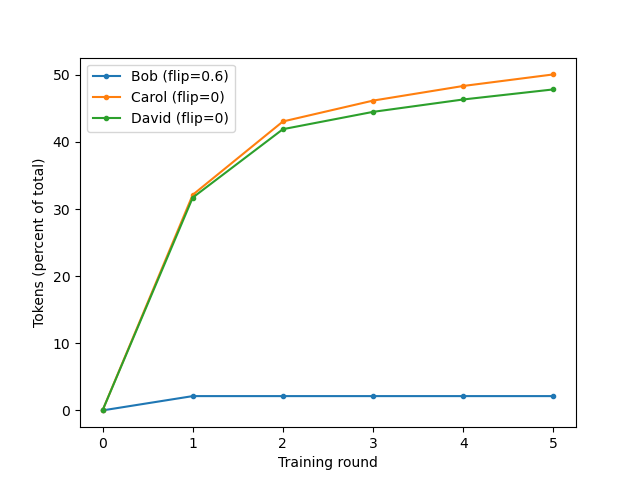 Bob (flip=0.6)
Carol (flip=0)
David (flip=0)
50
40
30
20
10
0
Tokens (percent of total)
0 1 2 3 4 5
Training round